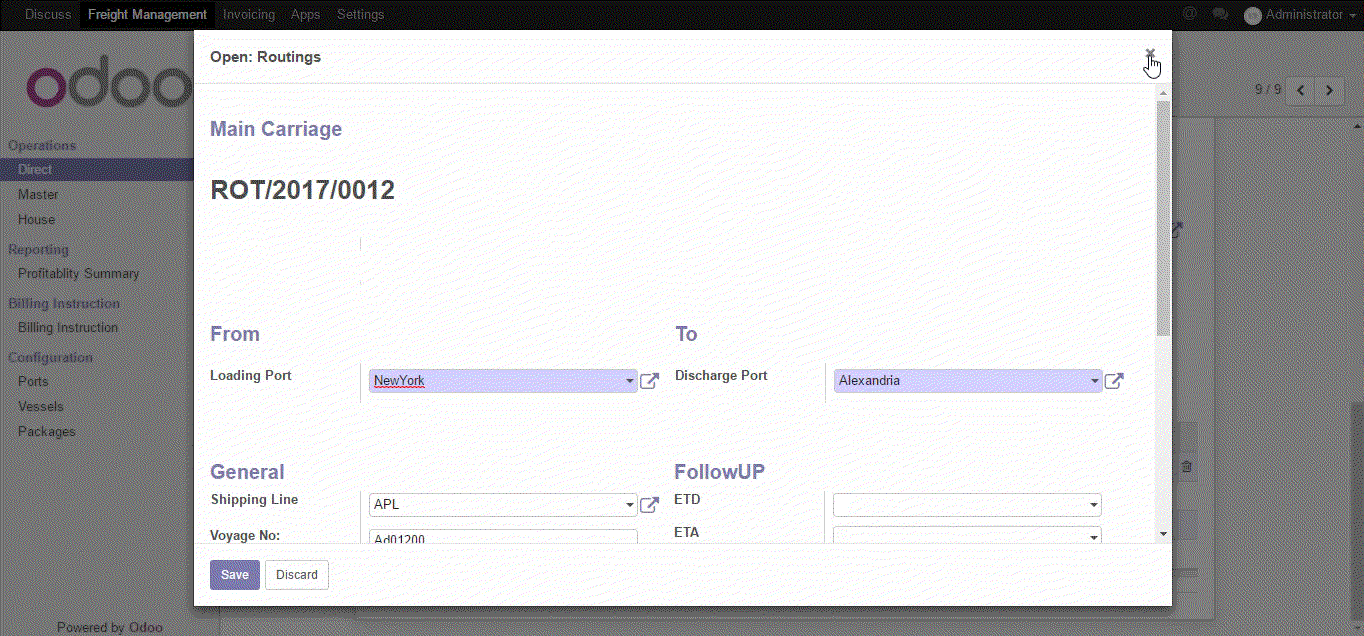 Discuss Freight Management Invoicing Apps Settings @ Administrator
Open: Routings
odoo
9 / 9
Main Carriage
Operations
Direct
ROT/2017/0012
Master
House
Reporting
Profitablity Summary
Billing Instruction
Billing Instruction
From To
Configuration
Loading Port NewYork Discharge Port Alexandria
Ports
Vessels
Packages
General FollowUP
Shipping Line APL ETD
Voyage No: Ad01200 ETA
Save Discard
Powered by Odoo